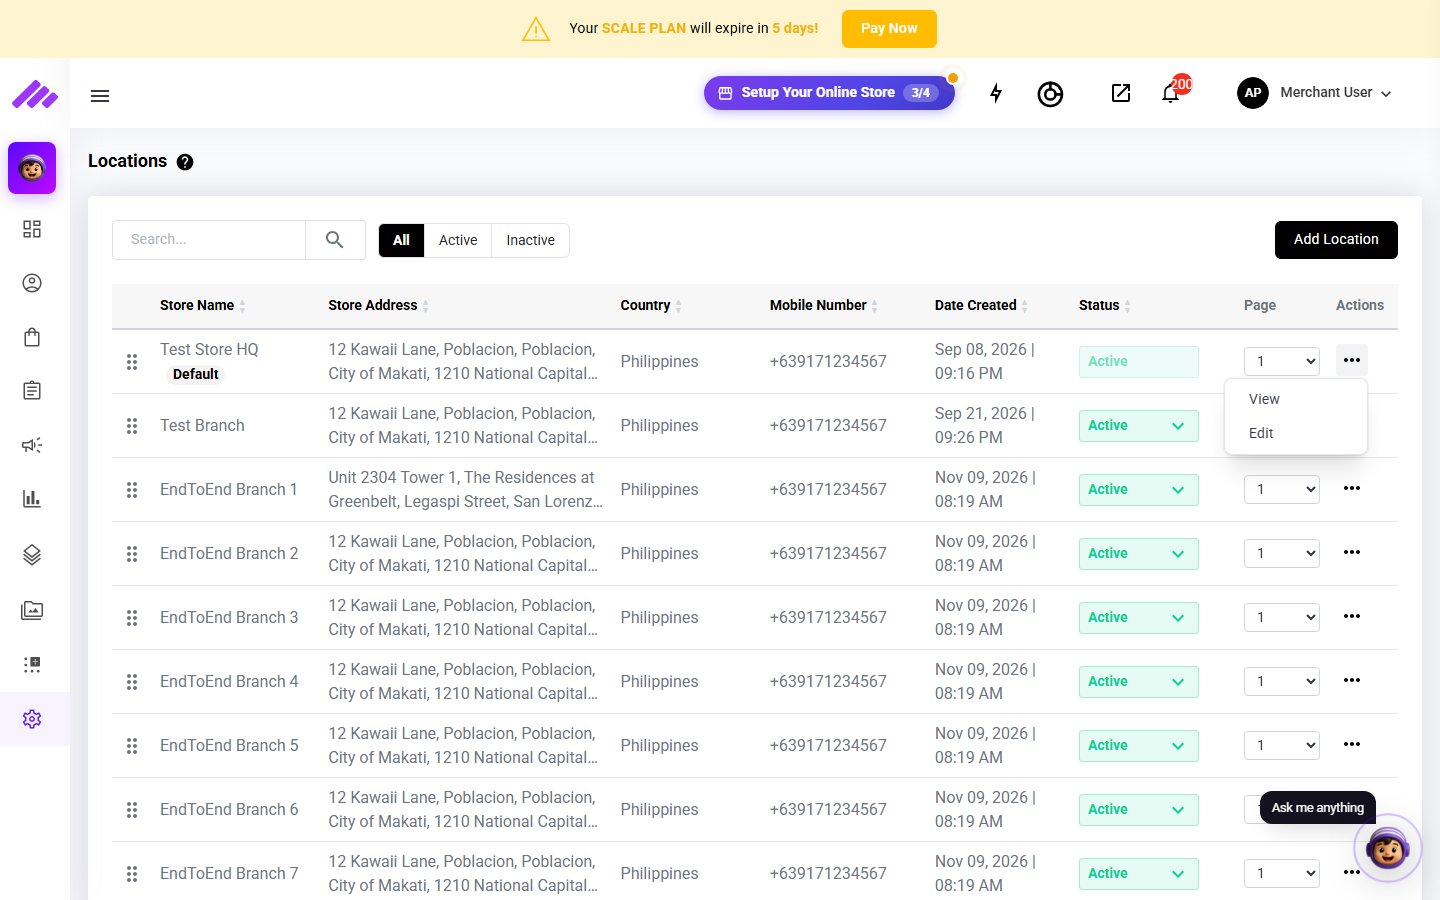 Your SCALE PLAN will expire in 5 days!
Pay Now
Setup Your Online Store 3/4
200
AP
Merchant User
Locations
Search...
All
Active
Inactive
Add Location
Store Name
Store Address
Country
Mobile Number
Date Created
Status
Page
Actions
Test Store HQ
Default
12 Kawaii Lane, Poblacion, Poblacion,
City of Makati, 1210 National Capital...
Philippines
+639171234567
Sep 08, 2026 |
09:16 PM
Active
1
View
Edit
Test Branch
12 Kawaii Lane, Poblacion, Poblacion,
City of Makati, 1210 National Capital...
Philippines
+639171234567
Sep 21, 2026 |
09:26 PM
Active
EndToEnd Branch 1
Unit 2304 Tower 1, The Residences at
Greenbelt, Legaspi Street, San Lorenz...
Philippines
+639171234567
Nov 09, 2026 |
08:19 AM
Active
1
EndToEnd Branch 2
12 Kawaii Lane, Poblacion, Poblacion,
City of Makati, 1210 National Capital...
Philippines
+639171234567
Nov 09, 2026 |
08:19 AM
Active
1
EndToEnd Branch 3
12 Kawaii Lane, Poblacion, Poblacion,
City of Makati, 1210 National Capital...
Philippines
+639171234567
Nov 09, 2026 |
08:19 AM
Active
1
EndToEnd Branch 4
12 Kawaii Lane, Poblacion, Poblacion,
City of Makati, 1210 National Capital...
Philippines
+639171234567
Nov 09, 2026 |
08:19 AM
Active
1
EndToEnd Branch 5
12 Kawaii Lane, Poblacion, Poblacion,
City of Makati, 1210 National Capital...
Philippines
+639171234567
Nov 09, 2026 |
08:19 AM
Active
1
EndToEnd Branch 6
12 Kawaii Lane, Poblacion, Poblacion,
City of Makati, 1210 National Capital...
Philippines
+639171234567
Nov 09, 2026 |
08:19 AM
Active
Ask me anything
EndToEnd Branch 7
12 Kawaii Lane, Poblacion, Poblacion,
City of Makati, 1210 National Capital...
Philippines
+639171234567
Nov 09, 2026 |
08:19 AM
Active
1